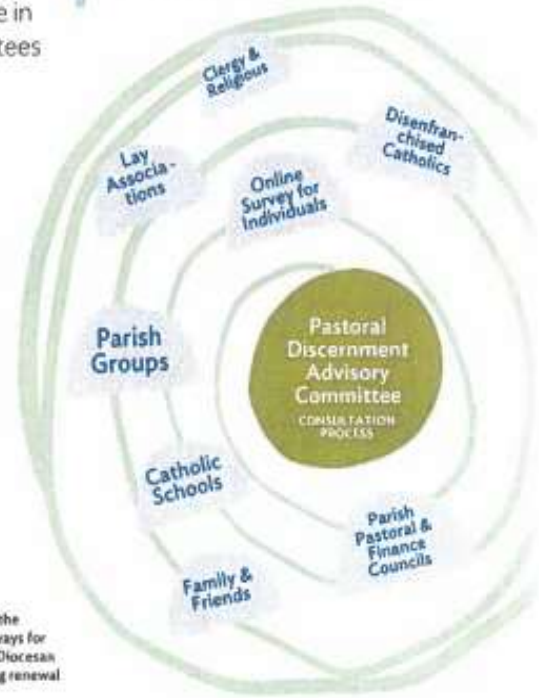 e in
tees
Clergy &
Religious
Disenfran-
chised
Catholics
Lay
Associa-
tions
Online
Survey for
Individuals
Parish
Groups
Pastoral
Discernment
Advisory
Committee
CONSULTATION
PROCESS
Catholic
Schools
Parish
Pastoral &
Finance
Councils
Family &
Friends
the
ays for
Diocesan
g renewal